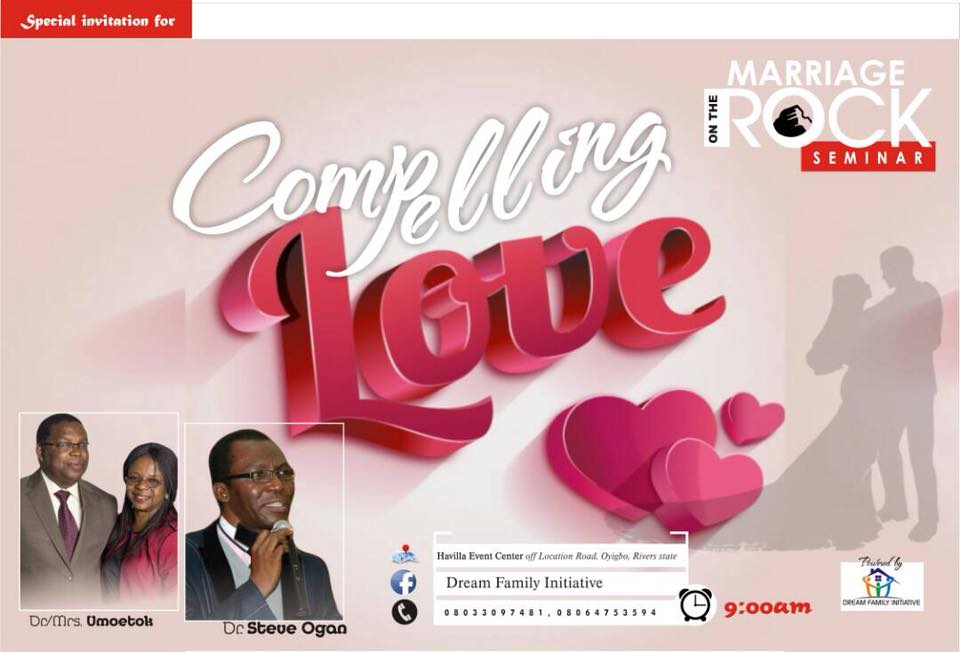 Special invitation for
MARRIAGE
ON THE
ROCK
SEMINAR
Compelling
Love
Dr/Mrs. Umoetok
Dr. Steve Ogan
Havilla Event Center off Location Road, Oyigbo, Rivers state
Dream Family Initiative
08033097481, 08064753594
9:00am
Powered by
DREAM FAMILY INITIATIVE